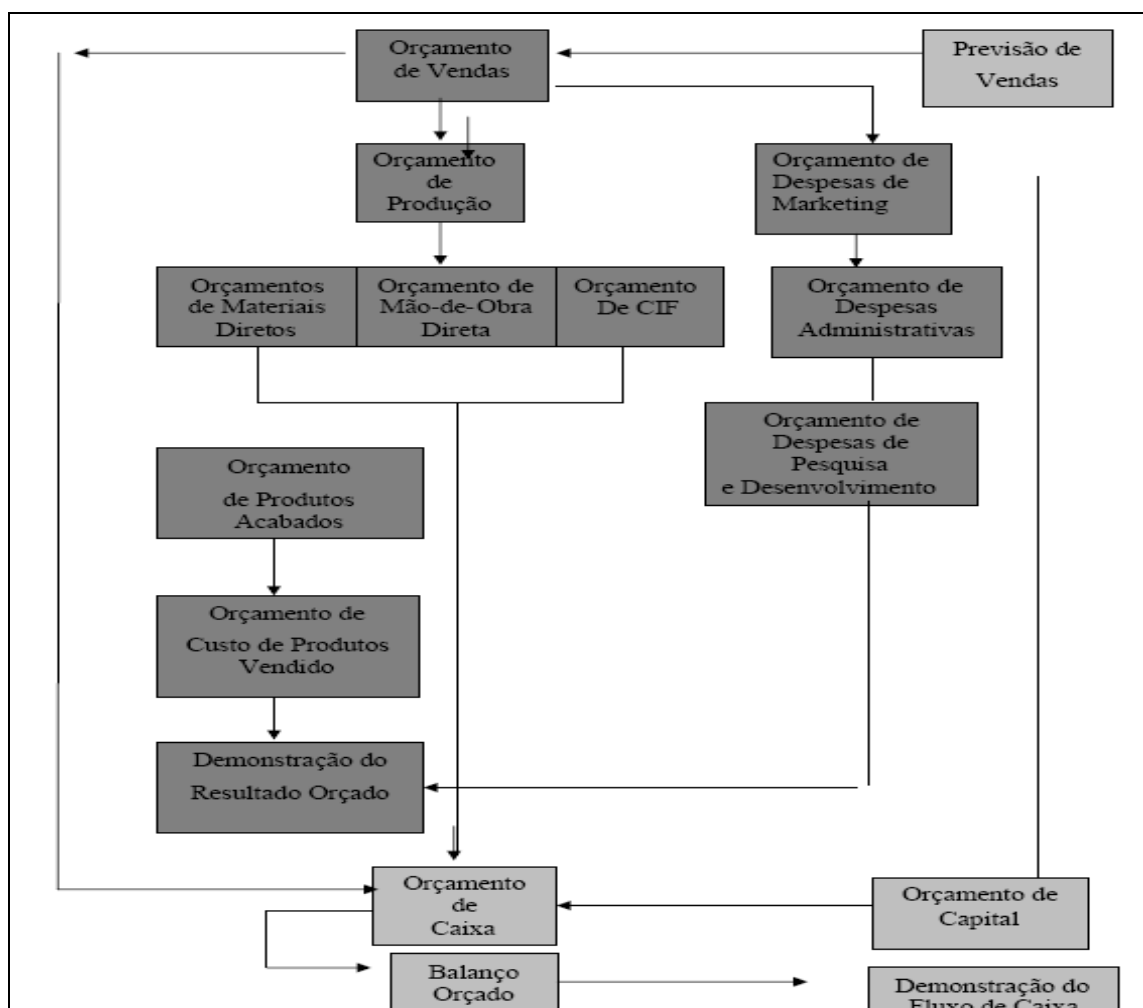 Orçamento
de Vendas
Previsão de
Vendas
Orçamento
de
Produção
Orçamento de
Despesas de
Marketing
Orçamentos
de Materiais
Diretos
Orçamento de
Mão-de-Obra
Direta
Orçamento
De CIF
Orçamento de
Despesas
Administrativas
Orçamento de
Despesas de
Pesquisa
e Desenvolvimento
Orçamento
de Produtos
Acabados
Orçamento de
Custo de Produtos
Vendido
Demonstração do
Resultado Orçado
Orçamento
de
Caixa
Orçamento de
Capital
Balanço
Orçado
Demonstração do
Fluxo de Caixa